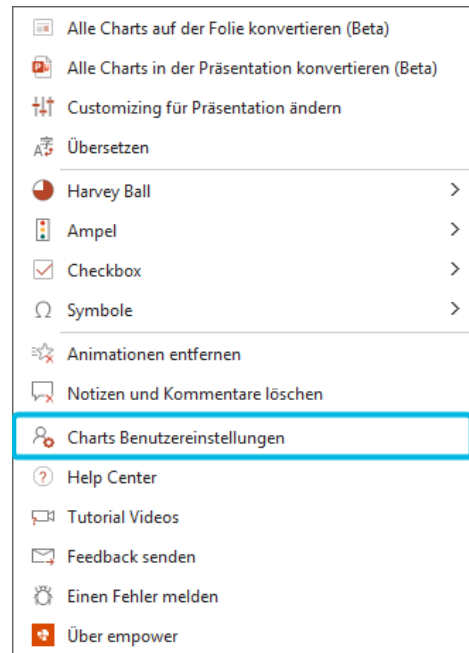 Alle Charts auf der Folie konvertieren (Beta)
Alle Charts in der Präsentation konvertieren (Beta)
Customizing für Präsentation ändern
Übersetzen
Harvey Ball
Ampel
Checkbox
Symbole
Animationen entfernen
Notizen und Kommentare löschen
Charts Benutzereinstellungen
Help Center
Tutorial Videos
Feedback senden
Einen Fehler melden
Über empower